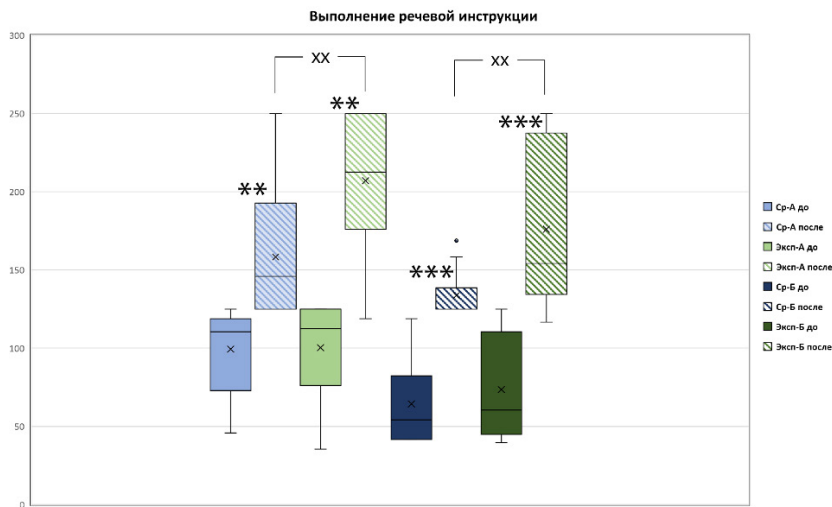 Выполнение речевой инструкции
300
250
200
150
100
50
0
xx
xx
**
**
***
***
Ср-А до
Ср-А после
Эксп-А до
Эксп-А после
Ср-Б до
Ср-Б после
Эксп-Б до
Эксп-Б после